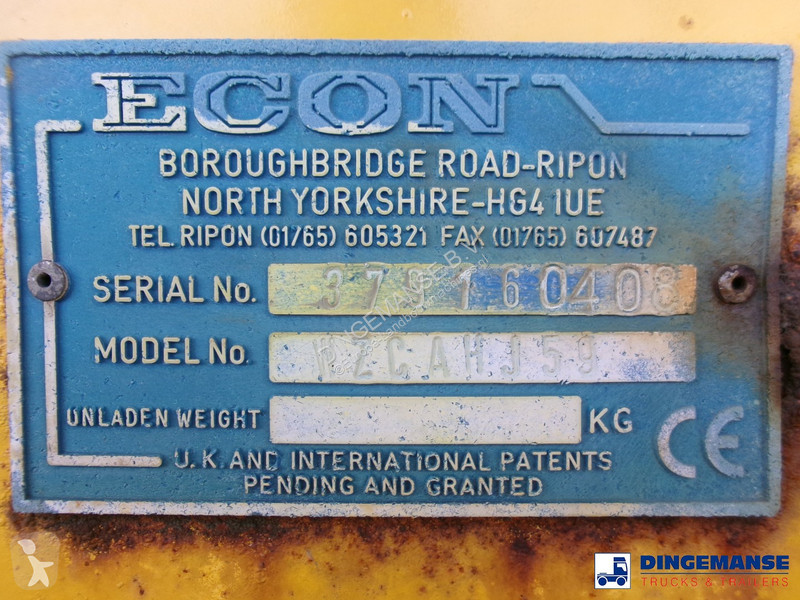 ECON
BOROUGHBRIDGE ROAD-RIPON
NORTH YORKSHIRE-HG4 1UE
TEL. RIPON (01765) 605321 FAX (01765) 607487
SERIAL No.
MODEL No.
UNLADEN WEIGHT KG
CE
U.K. AND INTERNATIONAL PATENTS
PENDING AND GRANTED
DINGEMANSE B.V.
DINGEMANSE
TRUCKS & TRAILERS